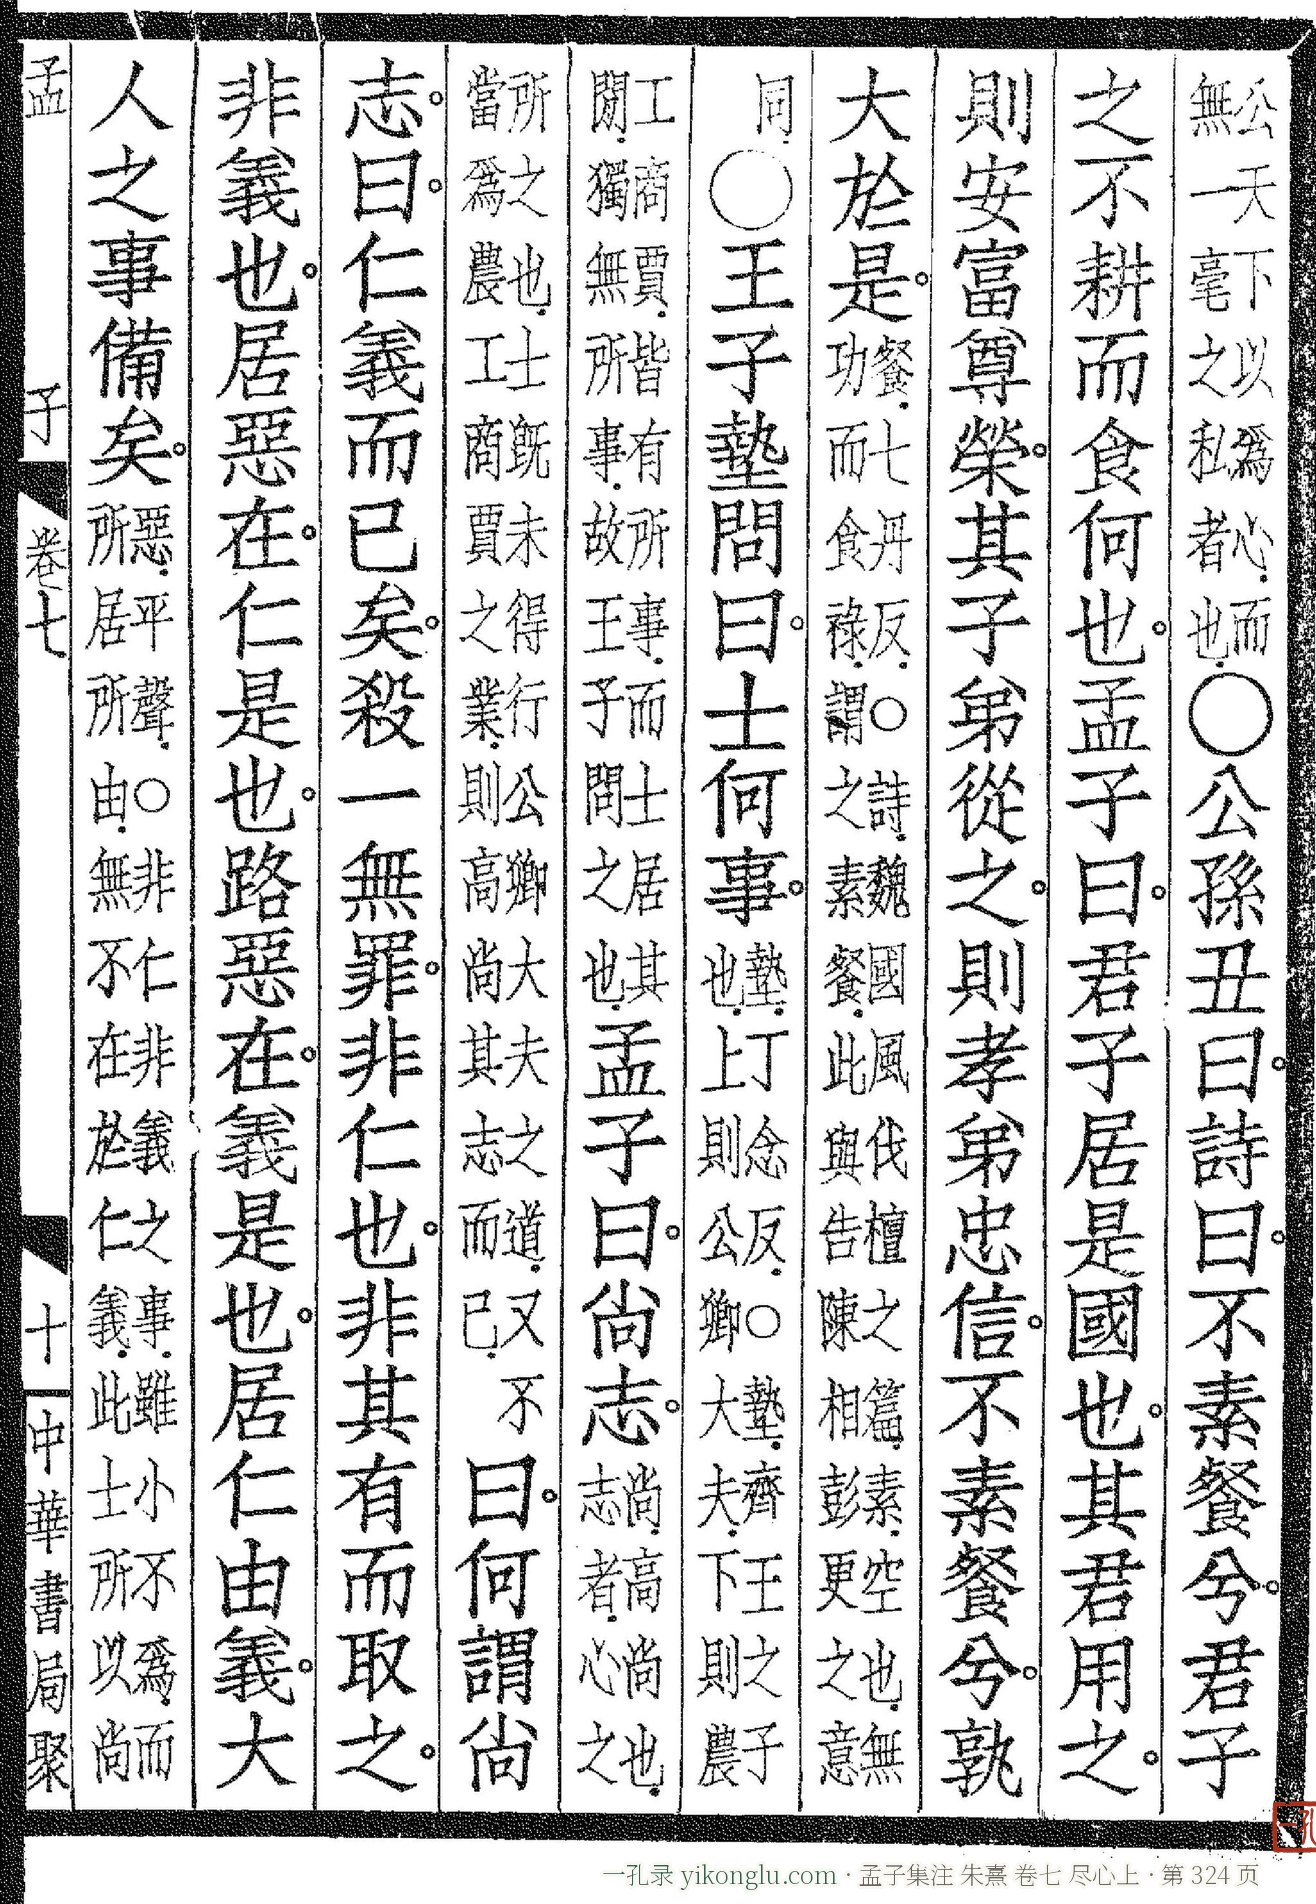 公天下以爲心.而無一毫之私者也.○公孫丑曰。詩曰。不素餐兮。君子
之不耕而食何也。孟子曰。君子居是國也。其君用之。
則安富尊榮。其子弟從之。則孝弟忠信。不素餐兮。孰
大於是。餐.七丹反.○詩.魏國風伐檀之篇.素.空也.無功而食祿.謂之素餐.此與告陳相彭更之意
同.○王子墊問曰。士何事。墊.丁念反.○墊.齊王之子也.上則公卿大夫.下則農
工商賈.皆有所事.而士居其閒.獨無所事.故王子問之也.孟子曰。尙志。尙.高尙也.志者.心之
所之也.士旣未得行公卿大夫之道.又不當爲農工商賈之業.則高尙其志而已.曰。何謂尙
志。曰。仁義而已矣。殺一無罪。非仁也。非其有而取之。
非義也。居惡在。仁是也。路惡在。義是也。居仁由義。大
人之事備矣。惡.平聲.○非仁非義之事.雖小不爲.而所居所由.無不在於仁義.此士所以尙
孟子 卷七 十 中華書局聚
一孔
一孔录 yikonglu.com · 孟子集注 朱熹 卷七 尽心上 · 第 324 页